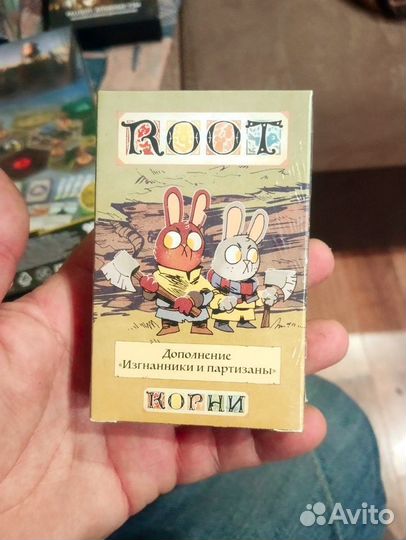 ROOT
Дополнение
«Изгнанники и партизаны»
КОРНИ
Avito